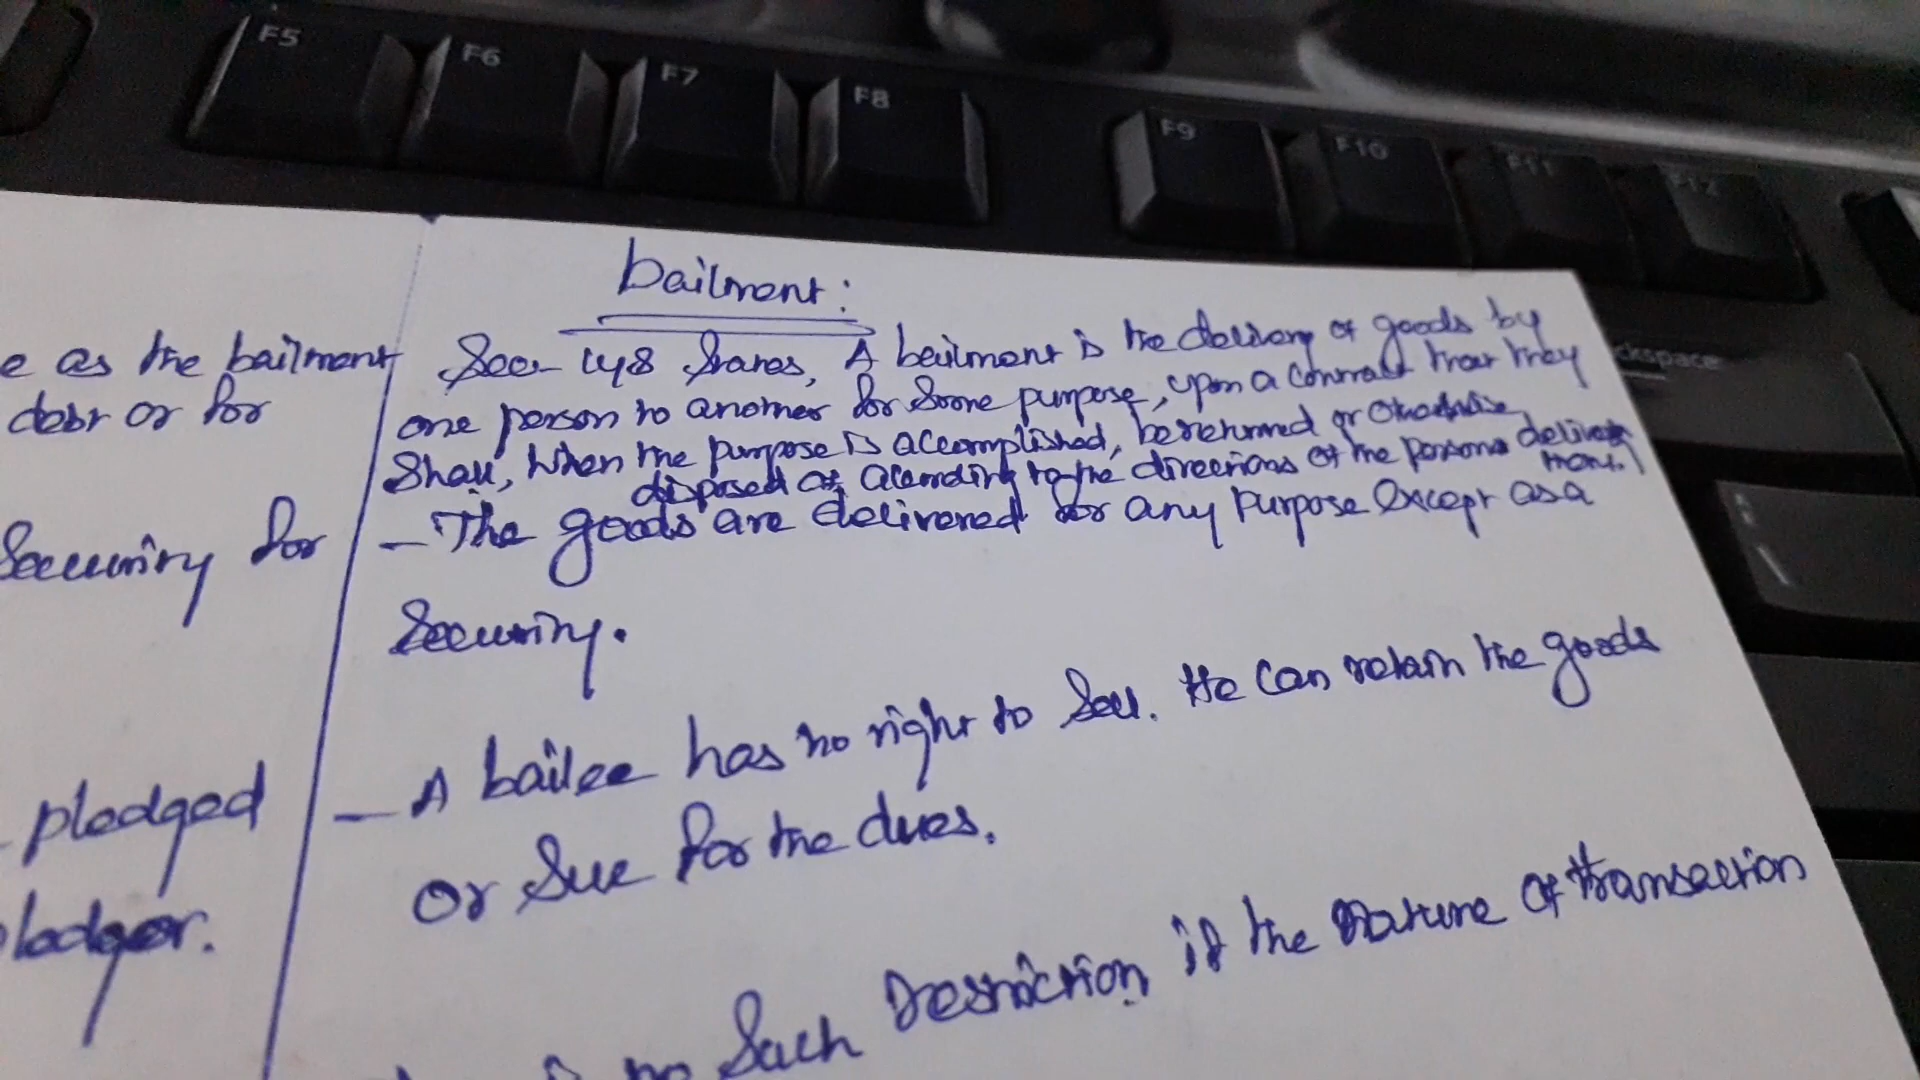 F5 F6 F7 F8 F9 F10 F11 F12
e as the bailment
debt or for
Security for
pledged
pledger.
bailment:
Sec- 148 States, A bailment is the delivery of goods by
one person to another for Some purpose, upon a contract that they
Shall, when the purpose is accomplished, be returned or otherwise
disposed of according to the directions of the persons deliver
them.
- The goods are delivered for any purpose except as a
Security.
- A bailee has no right to Sell. He can retain the goods
or Sue for the dues.
no Such restriction if the nature of transaction